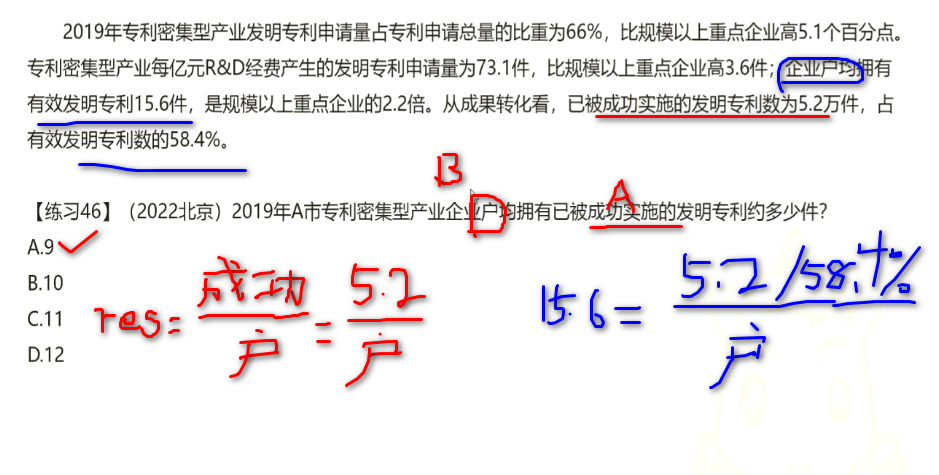 2019年专利密集型产业发明专利申请量占专利申请总量的比重为66%，比规模以上重点企业高5.1个百分点。
专利密集型产业每亿元R&D经费产生的发明专利申请量为73.1件，比规模以上重点企业高3.6件；企业户均拥有
有效发明专利15.6件，是规模以上重点企业的2.2倍。从成果转化看，已被成功实施的发明专利数为5.2万件，占
有效发明专利数的58.4%。
B
D
A
【练习46】（2022北京）2019年A市专利密集型产业企业户均拥有已被成功实施的发明专利约多少件？
A.9
B.10
C.11
D.12
res = 成功/户 = 5.2/户
15.6 = 5.2/58.4%/户